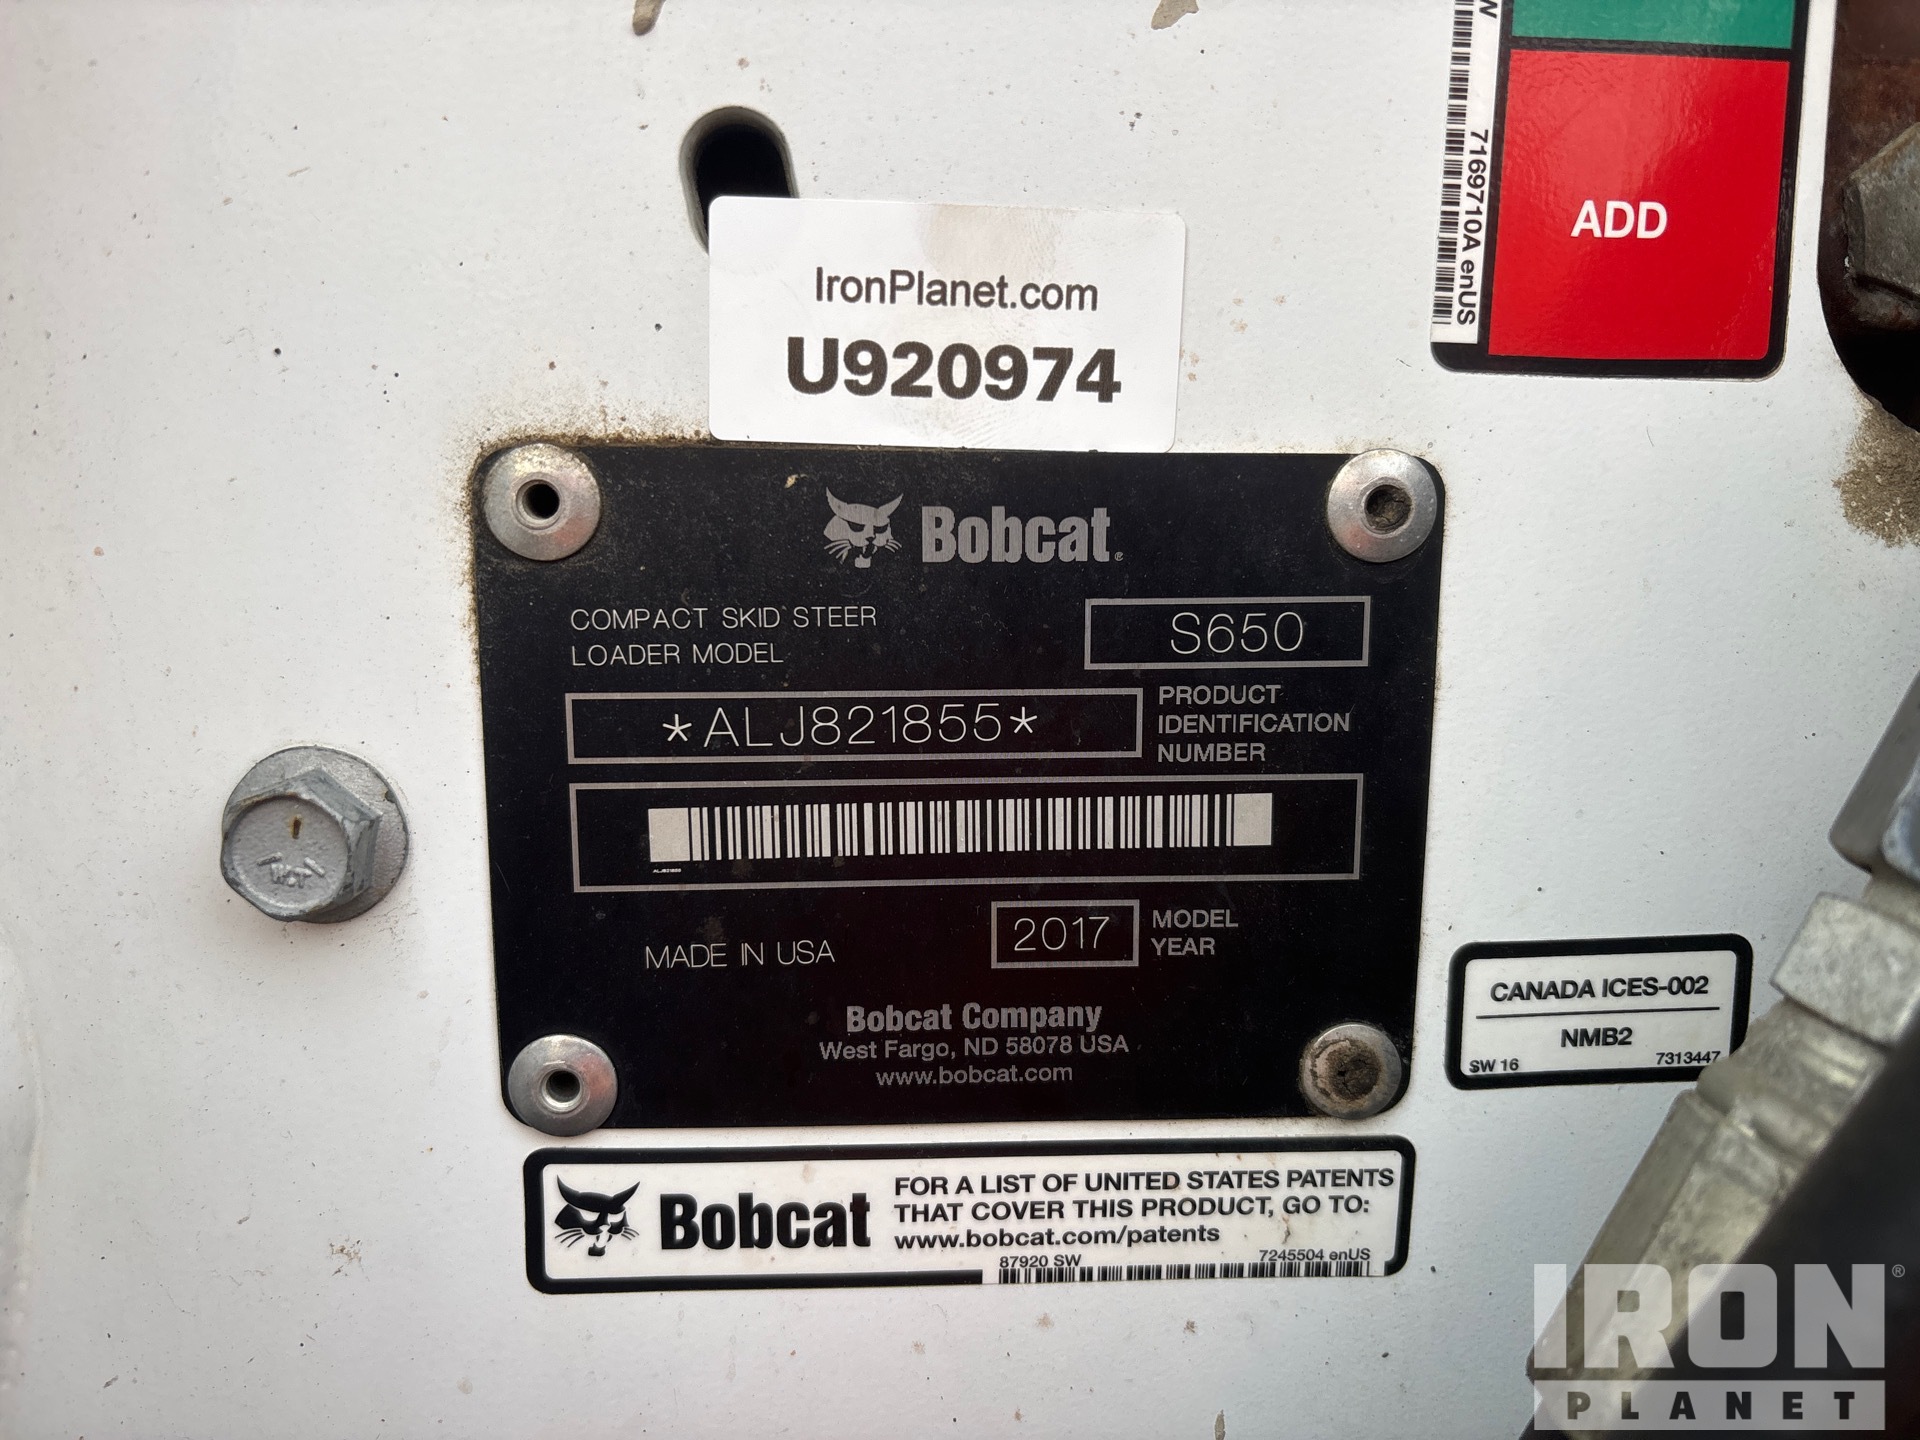 7169710A enUS
ADD
IronPlanet.com
U920974
Bobcat®
COMPACT SKID STEER
LOADER MODEL
S650
*ALJ821855*
PRODUCT
IDENTIFICATION
NUMBER
ALJ821855
MADE IN USA
2017
MODEL
YEAR
Bobcat Company
West Fargo, ND 58078 USA
www.bobcat.com
CANADA ICES-002
NMB2
SW 16
7313447
Bobcat
FOR A LIST OF UNITED STATES PATENTS
THAT COVER THIS PRODUCT, GO TO:
www.bobcat.com/patents
87920 SW
7245504 enUS
IRON®
PLANET